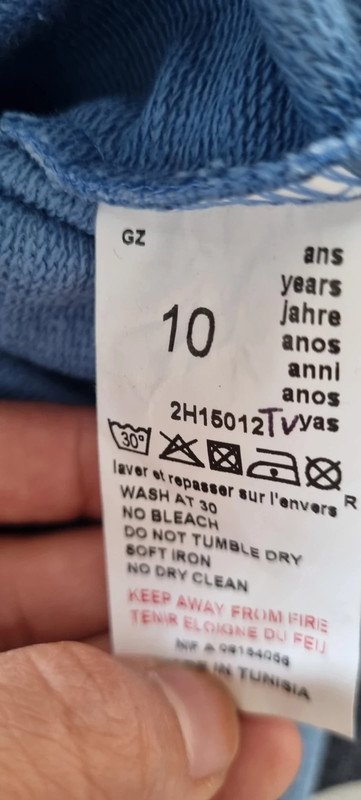 GZ
ans
years
10
jahre
anos
anni
anos
2H15012TVyas
30°
laver et repasser sur l'envers R
WASH AT 30
NO BLEACH
DO NOT TUMBLE DRY
SOFT IRON
NO DRY CLEAN
KEEP AWAY FROM FIRE
TENIR ELOIGNE DU FEU
IN TUNISIA